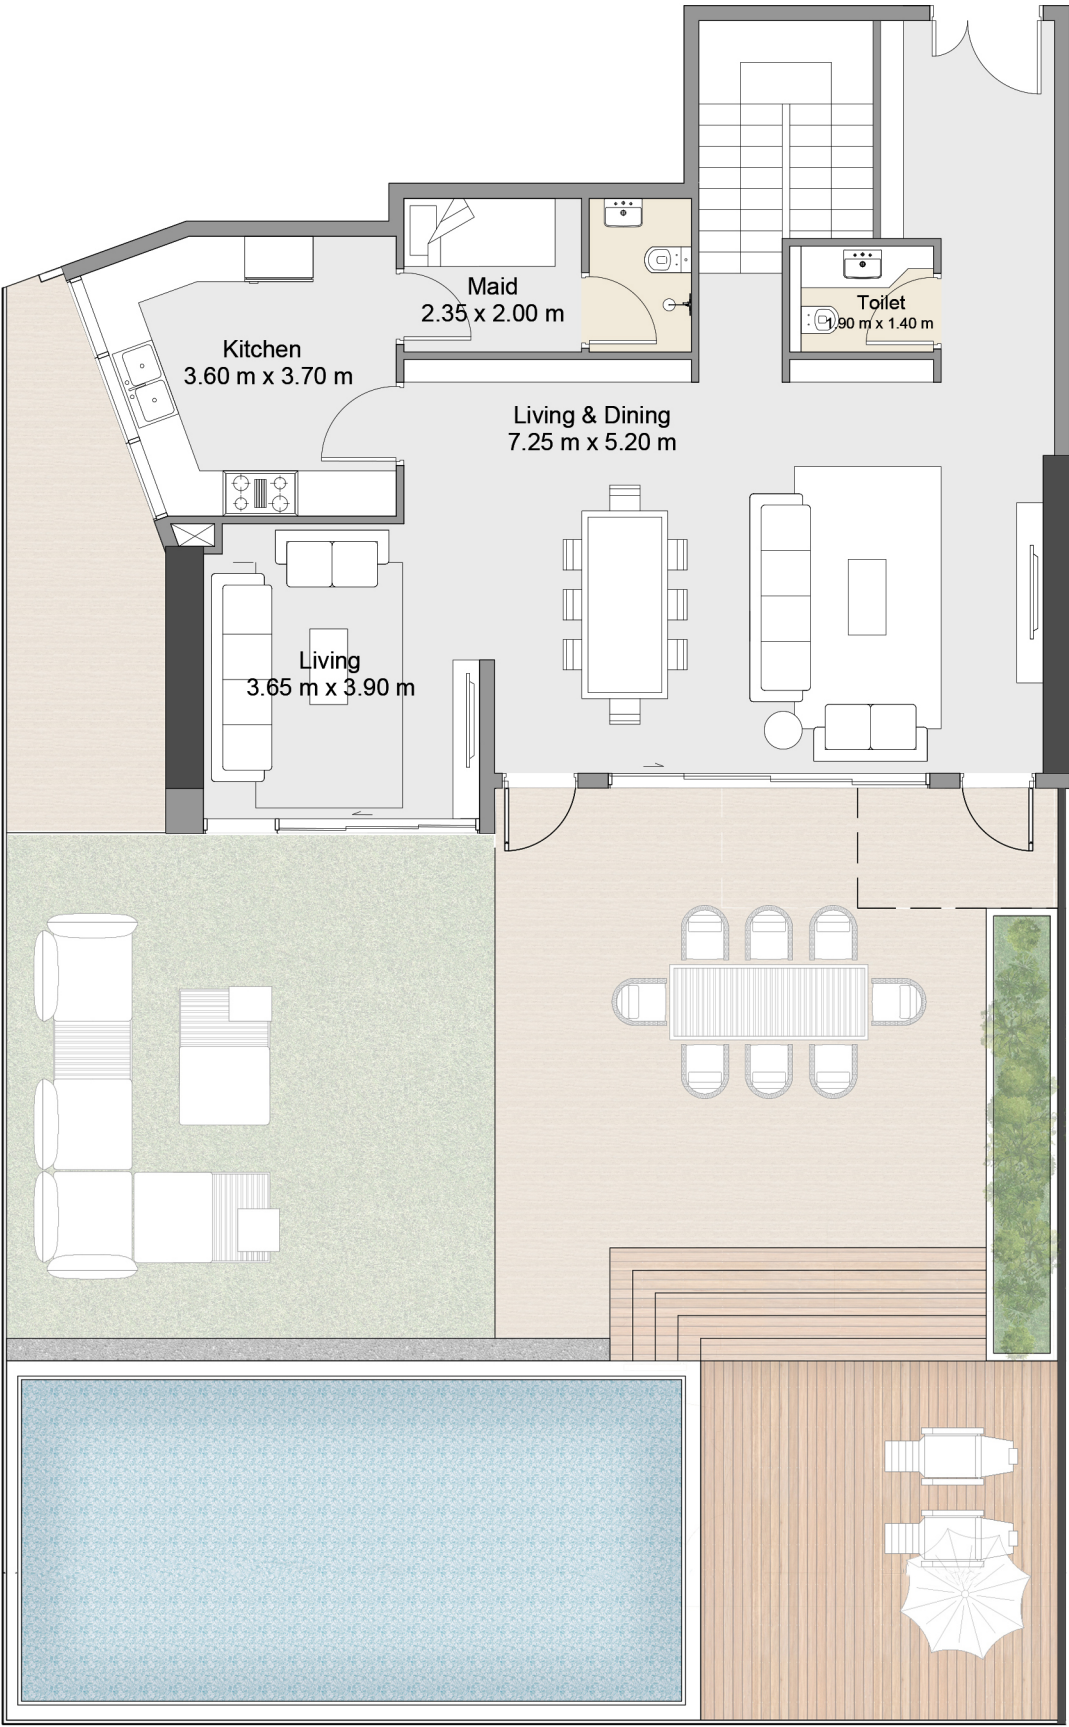 Maid
2.35 x 2.00 m
Toilet
1.90 m x 1.40 m
Kitchen
3.60 m x 3.70 m
Living & Dining
7.25 m x 5.20 m
Living
3.65 m x 3.90 m